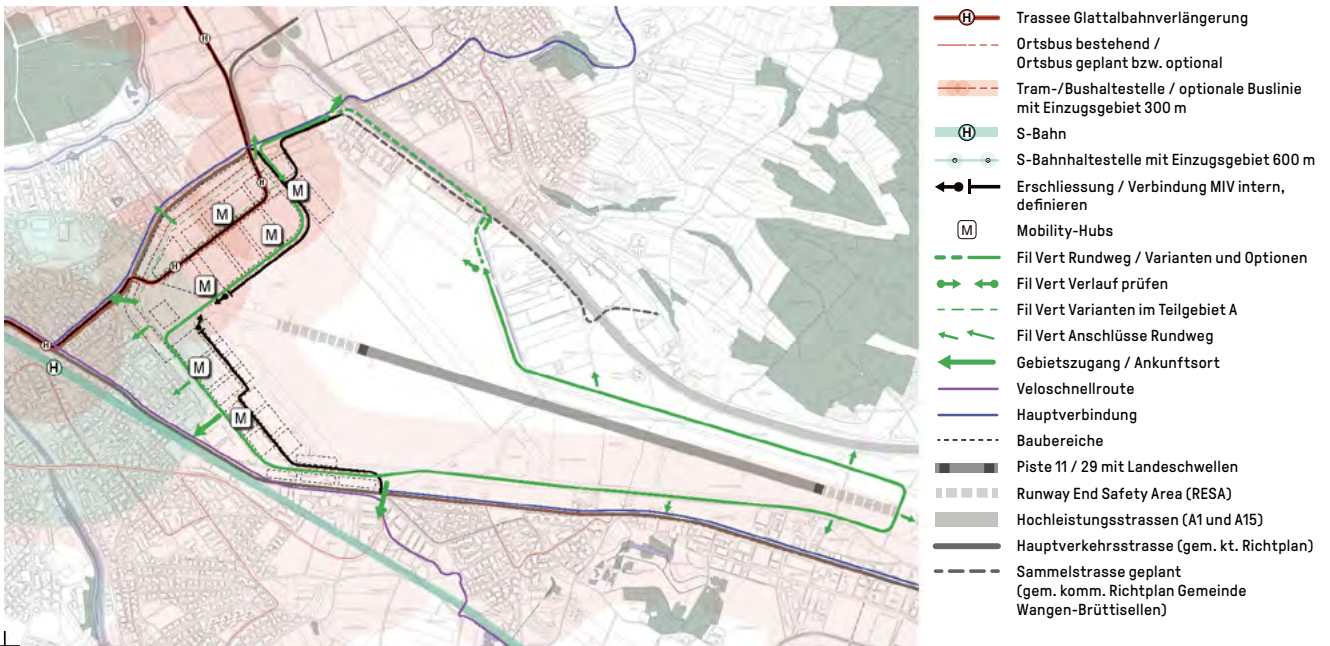 H Trassee Glattalbahnverlängerung
Ortsbus bestehend /
Ortsbus geplant bzw. optional
Tram-/Bushaltestelle / optionale Buslinie
mit Einzugsgebiet 300 m
H S-Bahn
S-Bahnhaltestelle mit Einzugsgebiet 600 m
Erschliessung / Verbindung MIV intern,
definieren
M Mobility-Hubs
Fil Vert Rundweg / Varianten und Optionen
Fil Vert Verlauf prüfen
Fil Vert Varianten im Teilgebiet A
Fil Vert Anschlüsse Rundweg
Gebietszugang / Ankunftsort
Veloschnellroute
Hauptverbindung
Baubereiche
Piste 11 / 29 mit Landeschwellen
Runway End Safety Area (RESA)
Hochleistungsstrassen (A1 und A15)
Hauptverkehrsstrasse (gem. kt. Richtplan)
Sammelstrasse geplant
(gem. komm. Richtplan Gemeinde
Wangen-Brüttisellen)
H
M
H
M
M
H
M
H
H
M
M